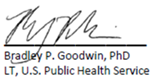 Bradley P. Goodwin, PhD
LT, U.S. Public Health Service